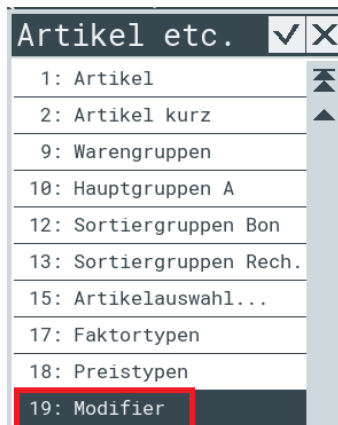 Artikel etc.
1: Artikel
2: Artikel kurz
9: Warengruppen
10: Hauptgruppen A
12: Sortiergruppen Bon
13: Sortiergruppen Rech.
15: Artikelauswahl...
17: Faktortypen
18: Preistypen
19: Modifier